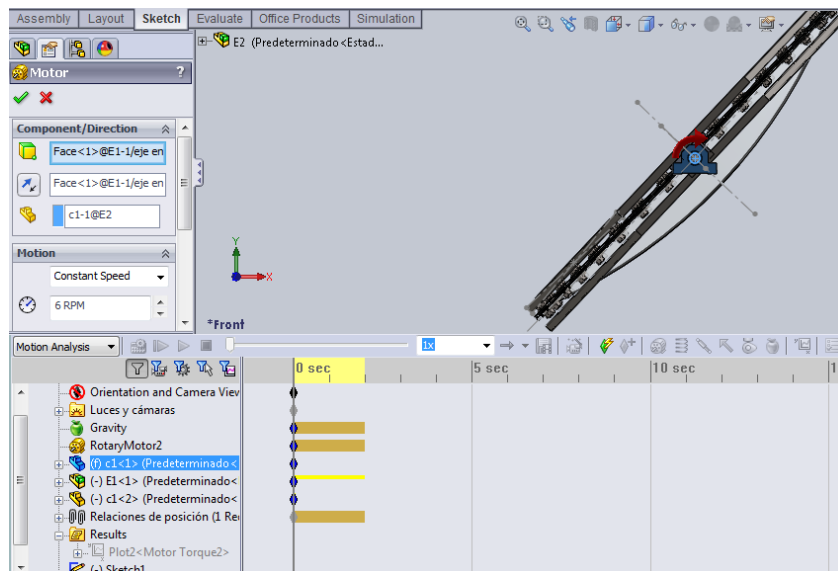 Assembly Layout Sketch Evaluate Office Products Simulation
E2 (Predeterminado<Estad...
Motor ?
Component/Direction
Face<1>@E1-1/eje en
Face<1>@E1-1/eje en
c1-1@E2
Motion
Constant Speed
6 RPM
Y
X
*Front
Motion Analysis 1x
0 sec 5 sec 10 sec 1
Orientation and Camera View
Luces y cámaras
Gravity
RotaryMotor2
(f) c1<1> (Predeterminado<
(-) E1<1> (Predeterminado<
(-) c1<2> (Predeterminado<
Relaciones de posición (1 Re
Results
Plot2<Motor Torque2>
(-) Sketch1